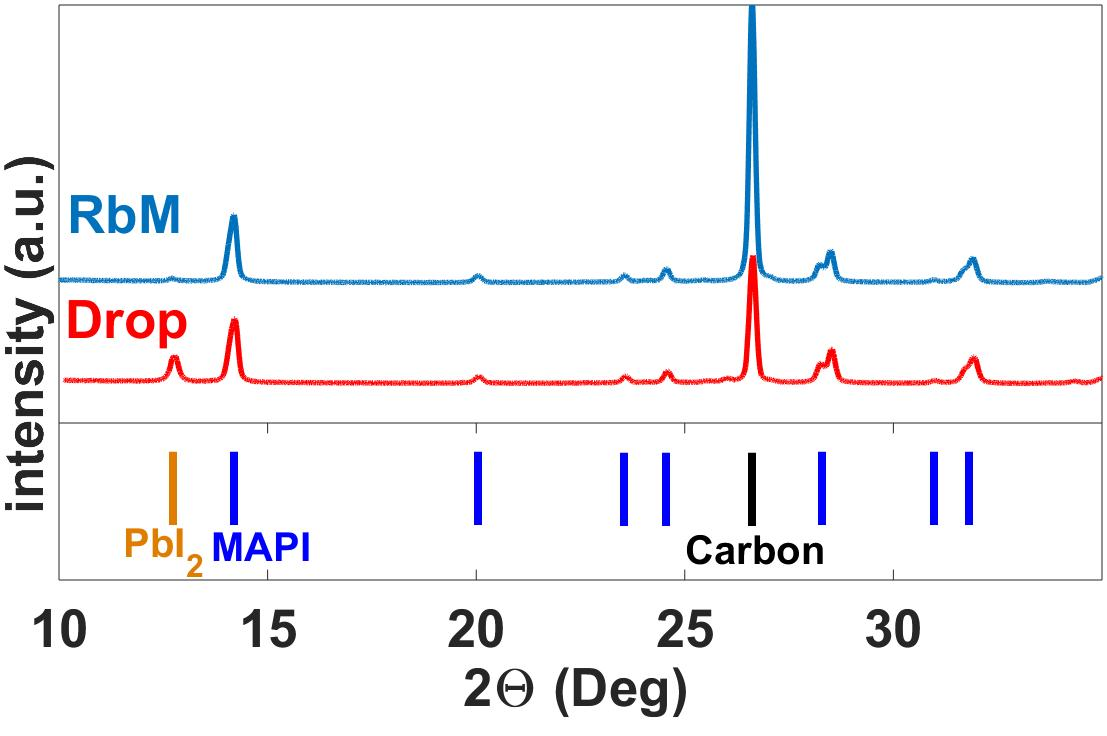 intensity (a.u.)
RbM
Drop
PbI2 MAPI Carbon
10 15 20 25 30
2Θ (Deg)